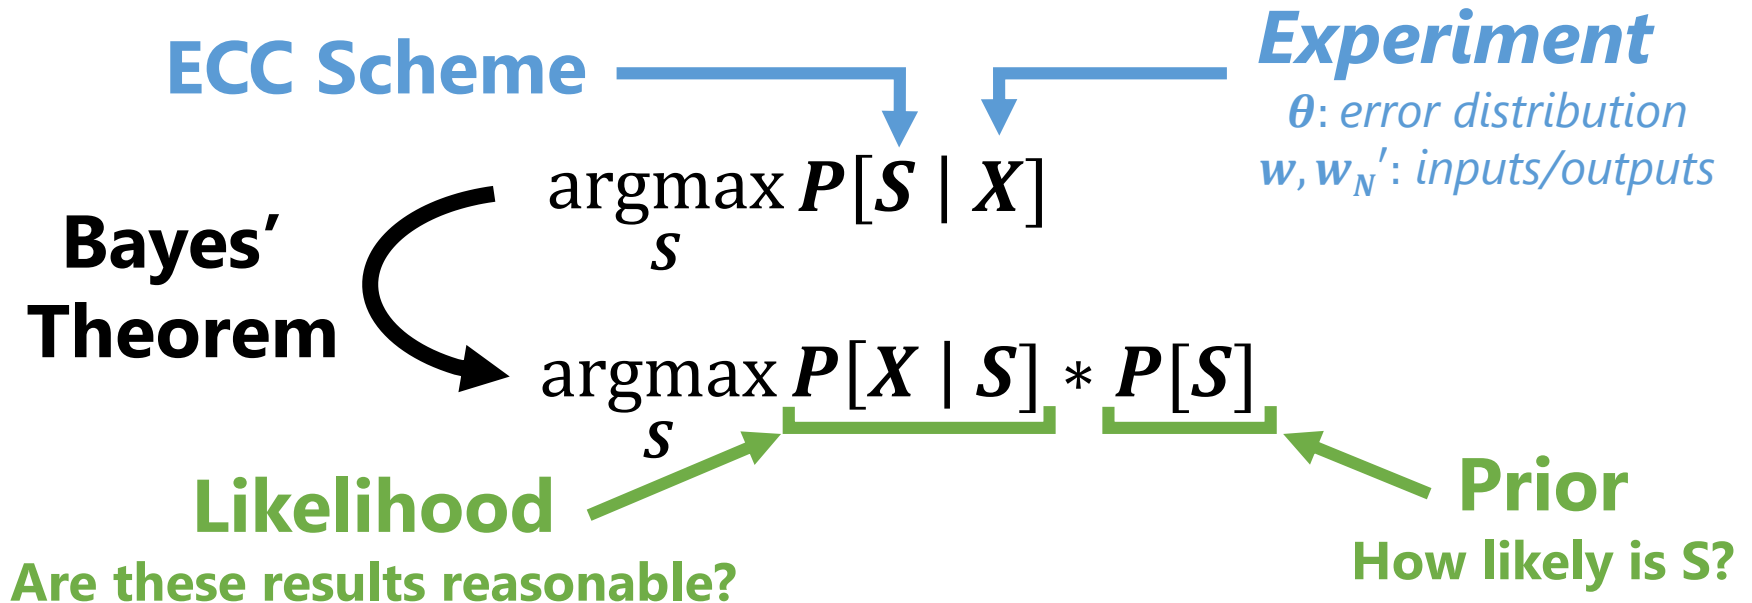 ECC Scheme
Experiment
θ: error distribution
w, w_N′: inputs/outputs
argmax P[S | X]
S
Bayes’
Theorem
argmax P[X | S] * P[S]
S
Likelihood
Are these results reasonable?
Prior
How likely is S?